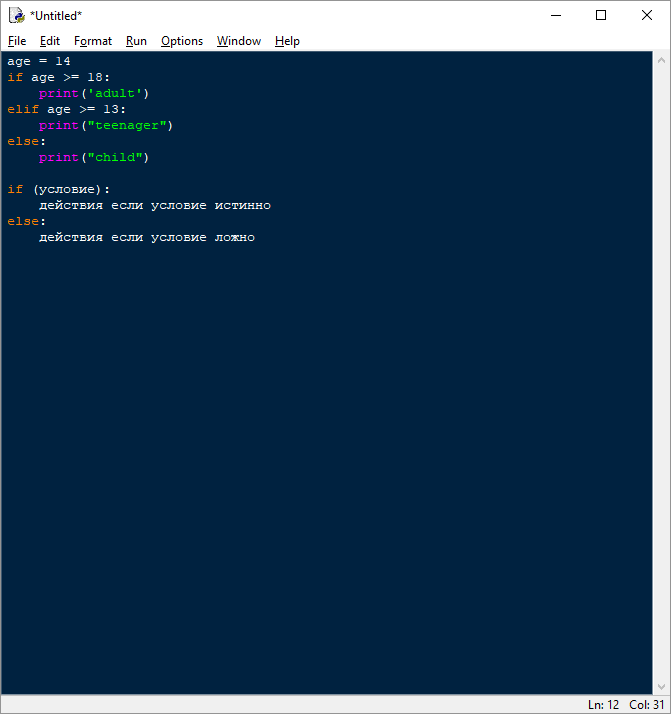 *Untitled*
File Edit Format Run Options Window Help
age = 14
if age >= 18:
    print('adult')
elif age >= 13:
    print("teenager")
else:
    print("child")

if (условие):
    действия если условие истинно
else:
    действия если условие ложно
Ln: 12 Col: 31